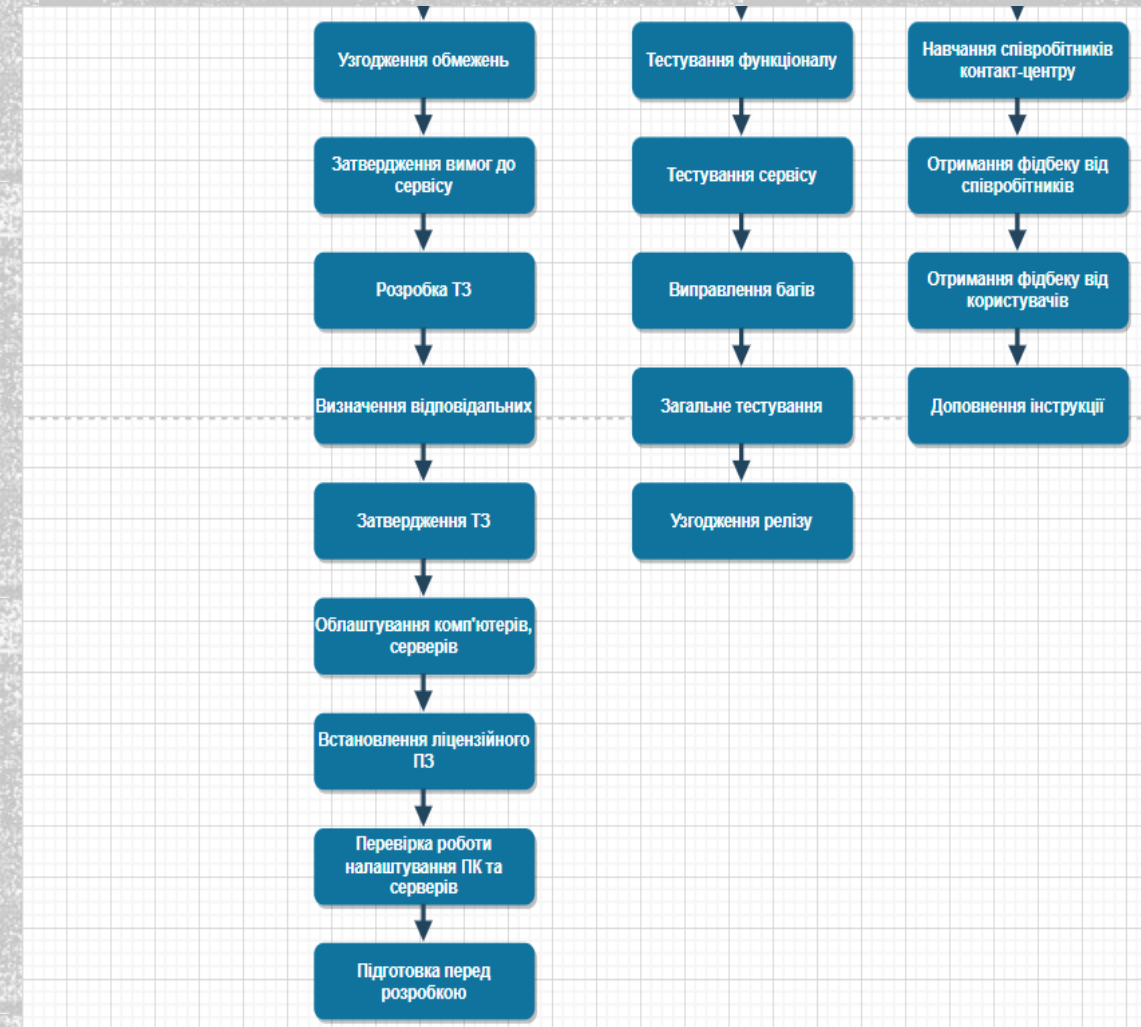 Узгодження обмежень
Затвердження вимог до
сервісу
Розробка ТЗ
Визначення відповідальних
Затвердження ТЗ
Облаштування комп'ютерів,
серверів
Встановлення ліцензійного
ПЗ
Перевірка роботи
налаштування ПК та
серверів
Підготовка перед
розробкою
Тестування функціоналу
Тестування сервісу
Виправлення багів
Загальне тестування
Узгодження релізу
Навчання співробітників
контакт-центру
Отримання фідбеку від
співробітників
Отримання фідбеку від
користувачів
Доповнення інструкції